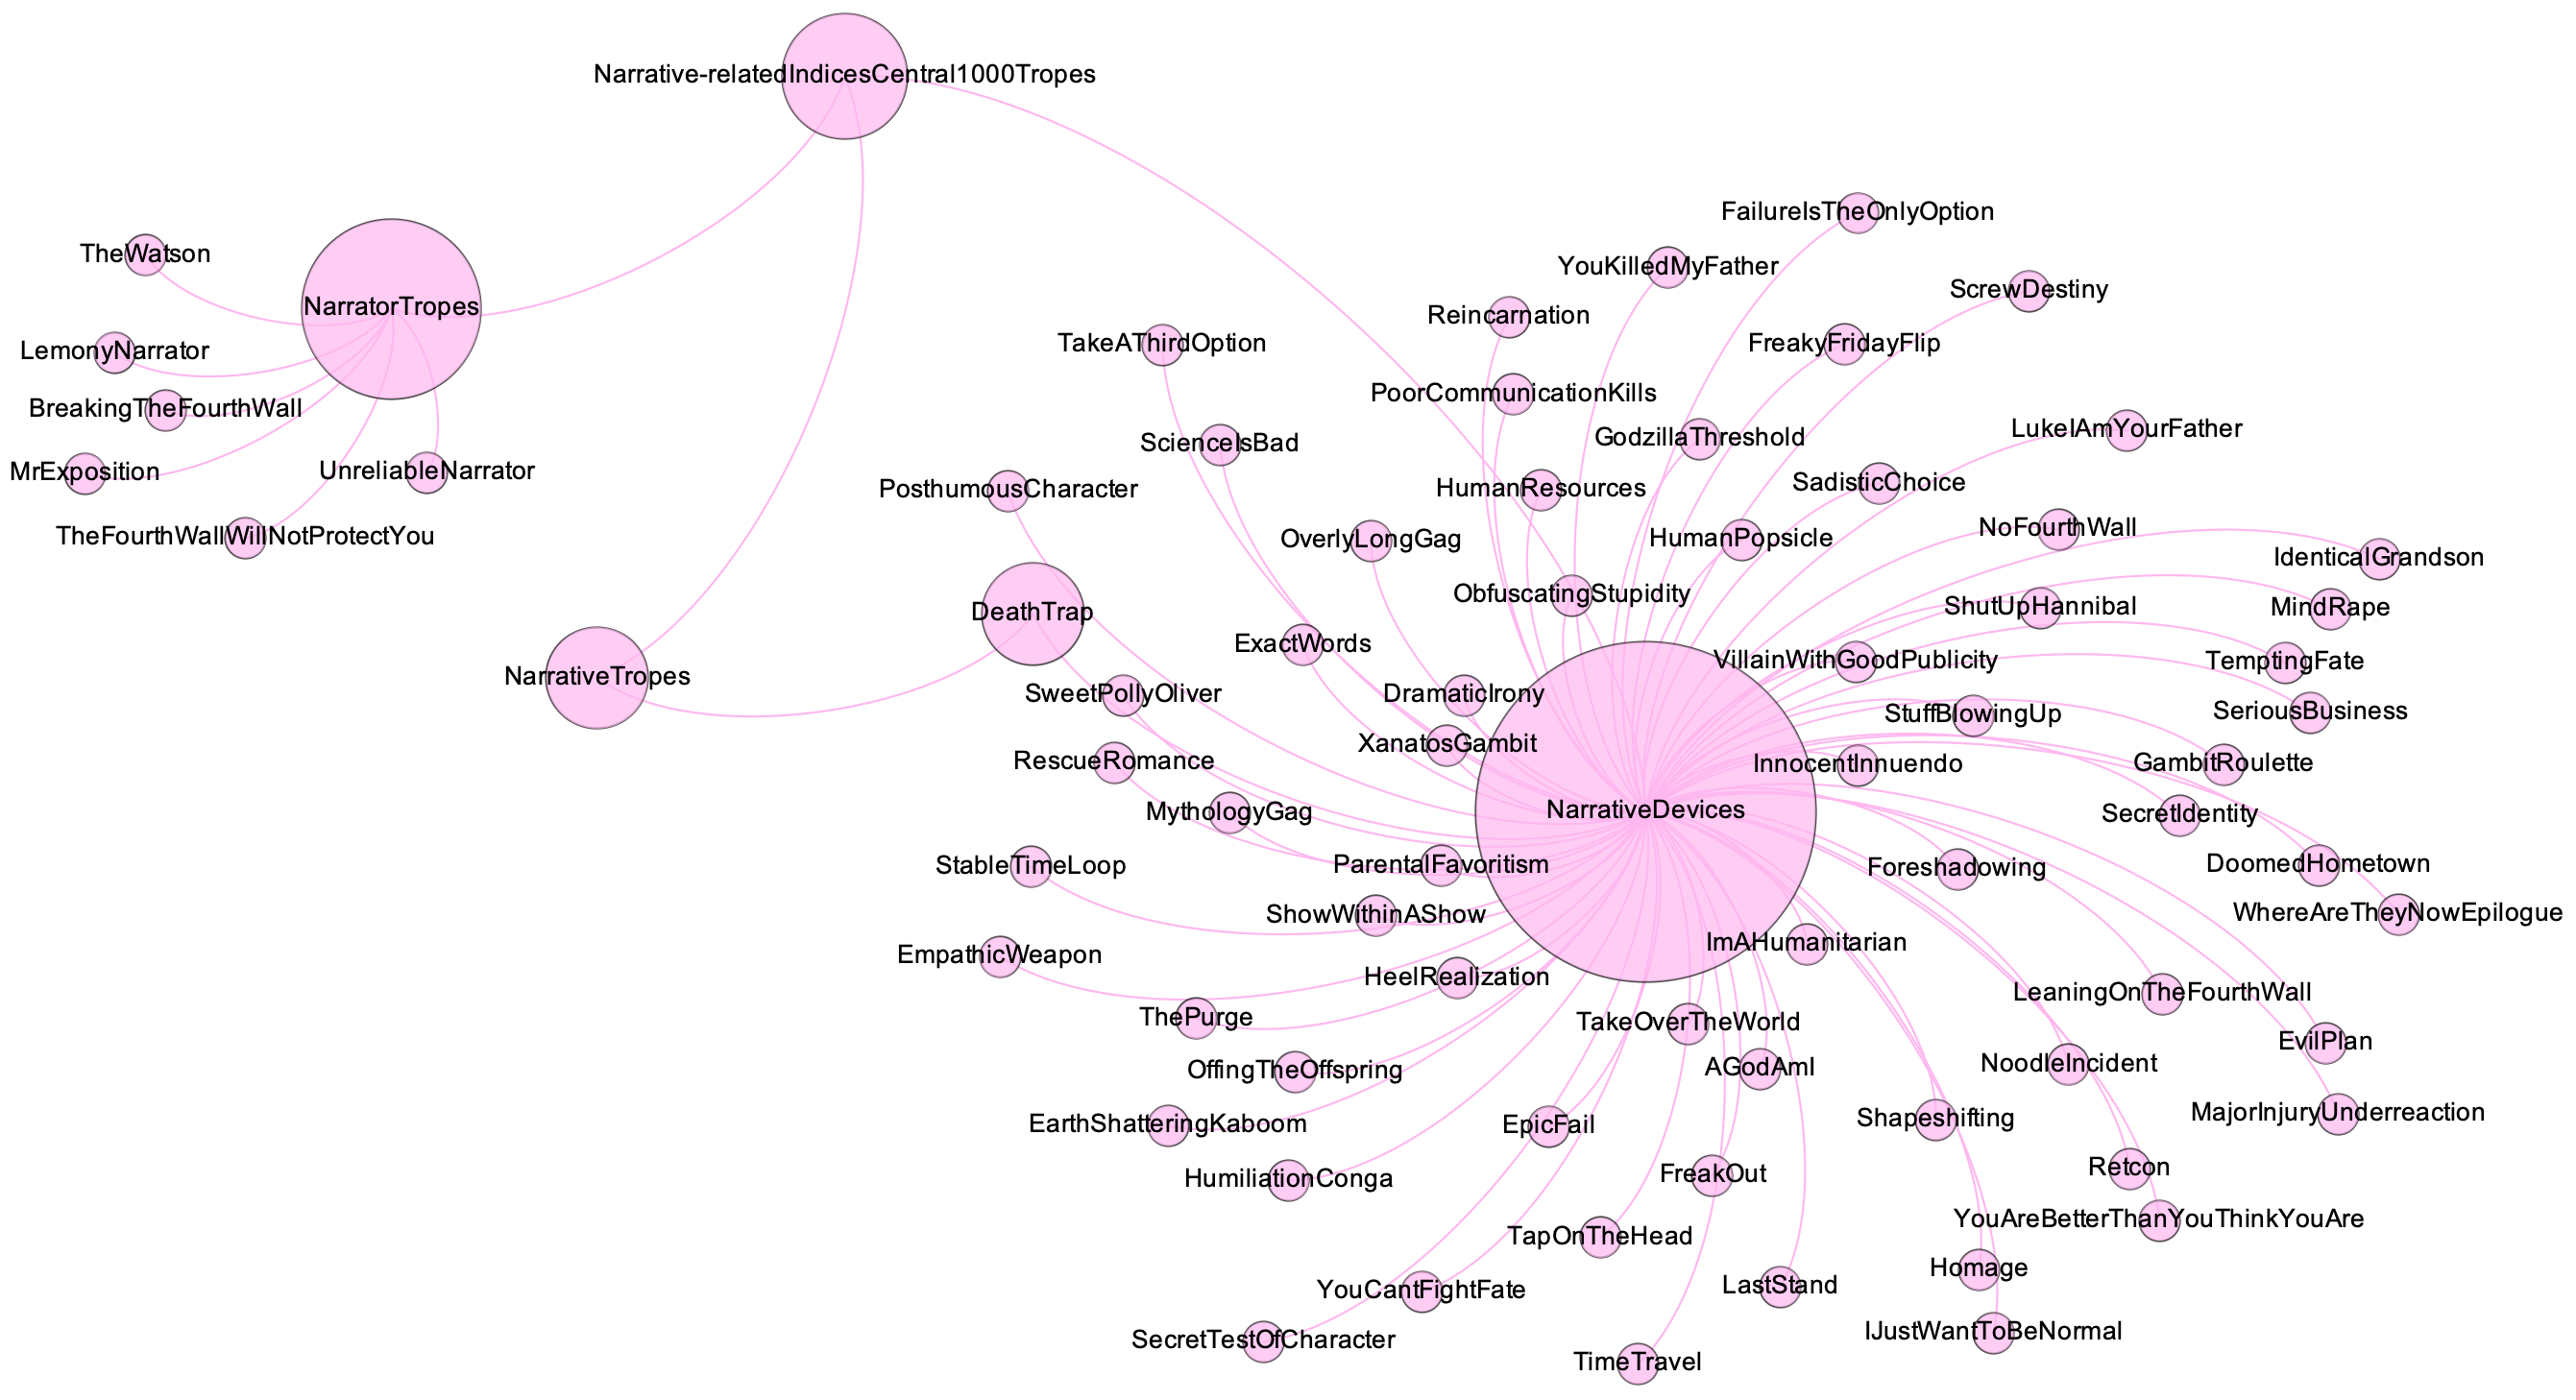 Narrative-relatedIndicesCentral1000Tropes
FailureIsTheOnlyOption
TheWatson
YouKilledMyFather
ScrewDestiny
NarratorTropes
Reincarnation
TakeAThirdOption
FreakyFridayFlip
LemonyNarrator
PoorCommunicationKills
BreakingTheFourthWall
LukeIAmYourFather
GodzillaThreshold
ScienceIsBad
MrExposition
UnreliableNarrator
SadisticChoice
PosthumousCharacter
HumanResources
NoFourthWall
TheFourthWallWillNotProtectYou
OverlyLongGag
HumanPopsicle
IdenticalGrandson
ObfuscatingStupidity
ShutUpHannibal
MindRape
DeathTrap
ExactWords
VillainWithGoodPublicity
TemptingFate
NarrativeTropes
SweetPollyOliver
DramaticIrony
SeriousBusiness
StuffBlowingUp
XanatosGambit
RescueRomance
InnocentInnuendo
GambitRoulette
NarrativeDevices
MythologyGag
SecretIdentity
StableTimeLoop
ParentalFavoritism
Foreshadowing
DoomedHometown
ShowWithinAShow
WhereAreTheyNowEpilogue
ImAHumanitarian
EmpathicWeapon
HeelRealization
LeaningOnTheFourthWall
ThePurge
TakeOverTheWorld
EvilPlan
OffingTheOffspring
AGodAmI
NoodleIncident
MajorInjuryUnderreaction
EarthShatteringKaboom
EpicFail
Shapeshifting
HumiliationConga
FreakOut
Retcon
YouAreBetterThanYouThinkYouAre
TapOnTheHead
Homage
YouCantFightFate
LastStand
SecretTestOfCharacter
IJustWantToBeNormal
TimeTravel